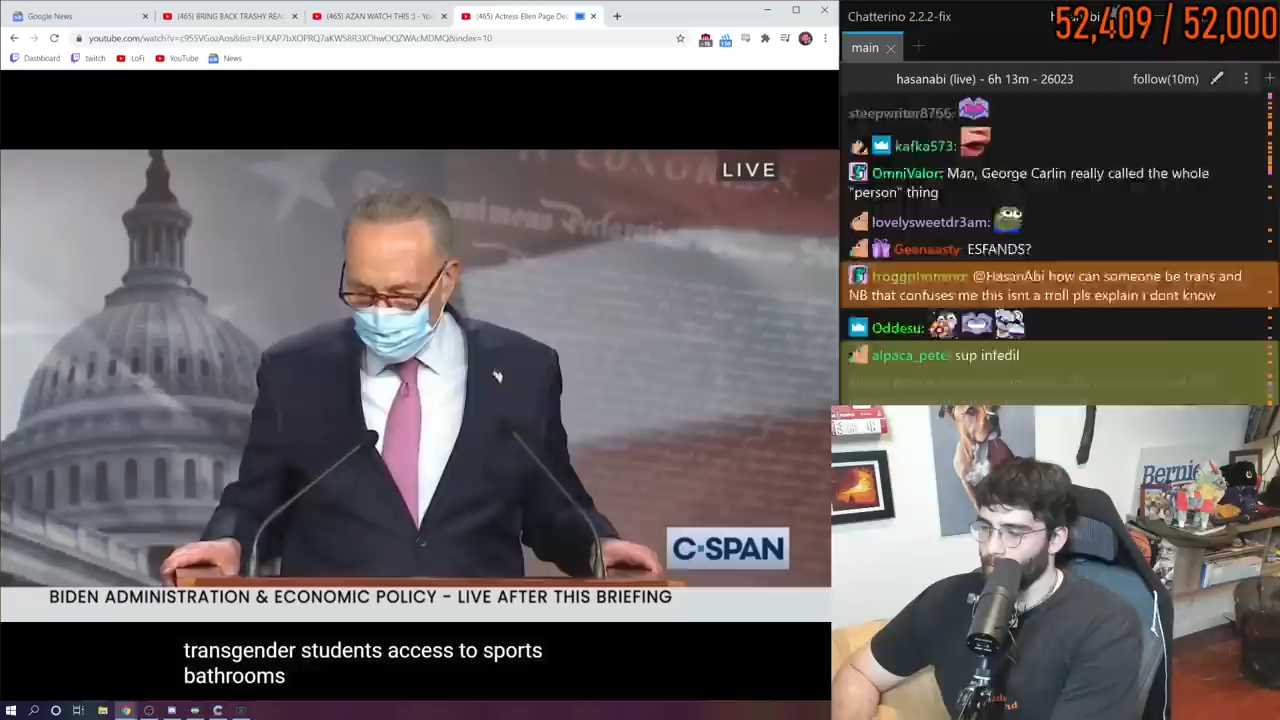 Google News
(465) BRING BACK TRASHY REA
(465) AZAN WATCH THIS :) - Yo
(465) Actress Ellen Page Dec
youtube.com/watch?v=c955VGozAos&list=PLKAP7bXOPRQ7aKWS8R3XOhwOQZWAcMDMQ&index=10
Dashboard
twitch
LoFi
YouTube
News
LIVE
C-SPAN
BIDEN ADMINISTRATION & ECONOMIC POLICY - LIVE AFTER THIS BRIEFING
transgender students access to sports
bathrooms
Chatterino 2.2.2-fix
52,409 / 52,000
main
hasanabi (live) - 6h 13m - 26023
follow(10m)
kafka573:
OmniValor: Man, George Carlin really called the whole
"person" thing
lovelysweetdr3am:
Geenaasty: ESFANDS?
@HasanAbi how can someone be trans and
NB that confuses me this isnt a troll pls explain i dont know
Oddesu:
alpaca_pete: sup infedil
Bernie